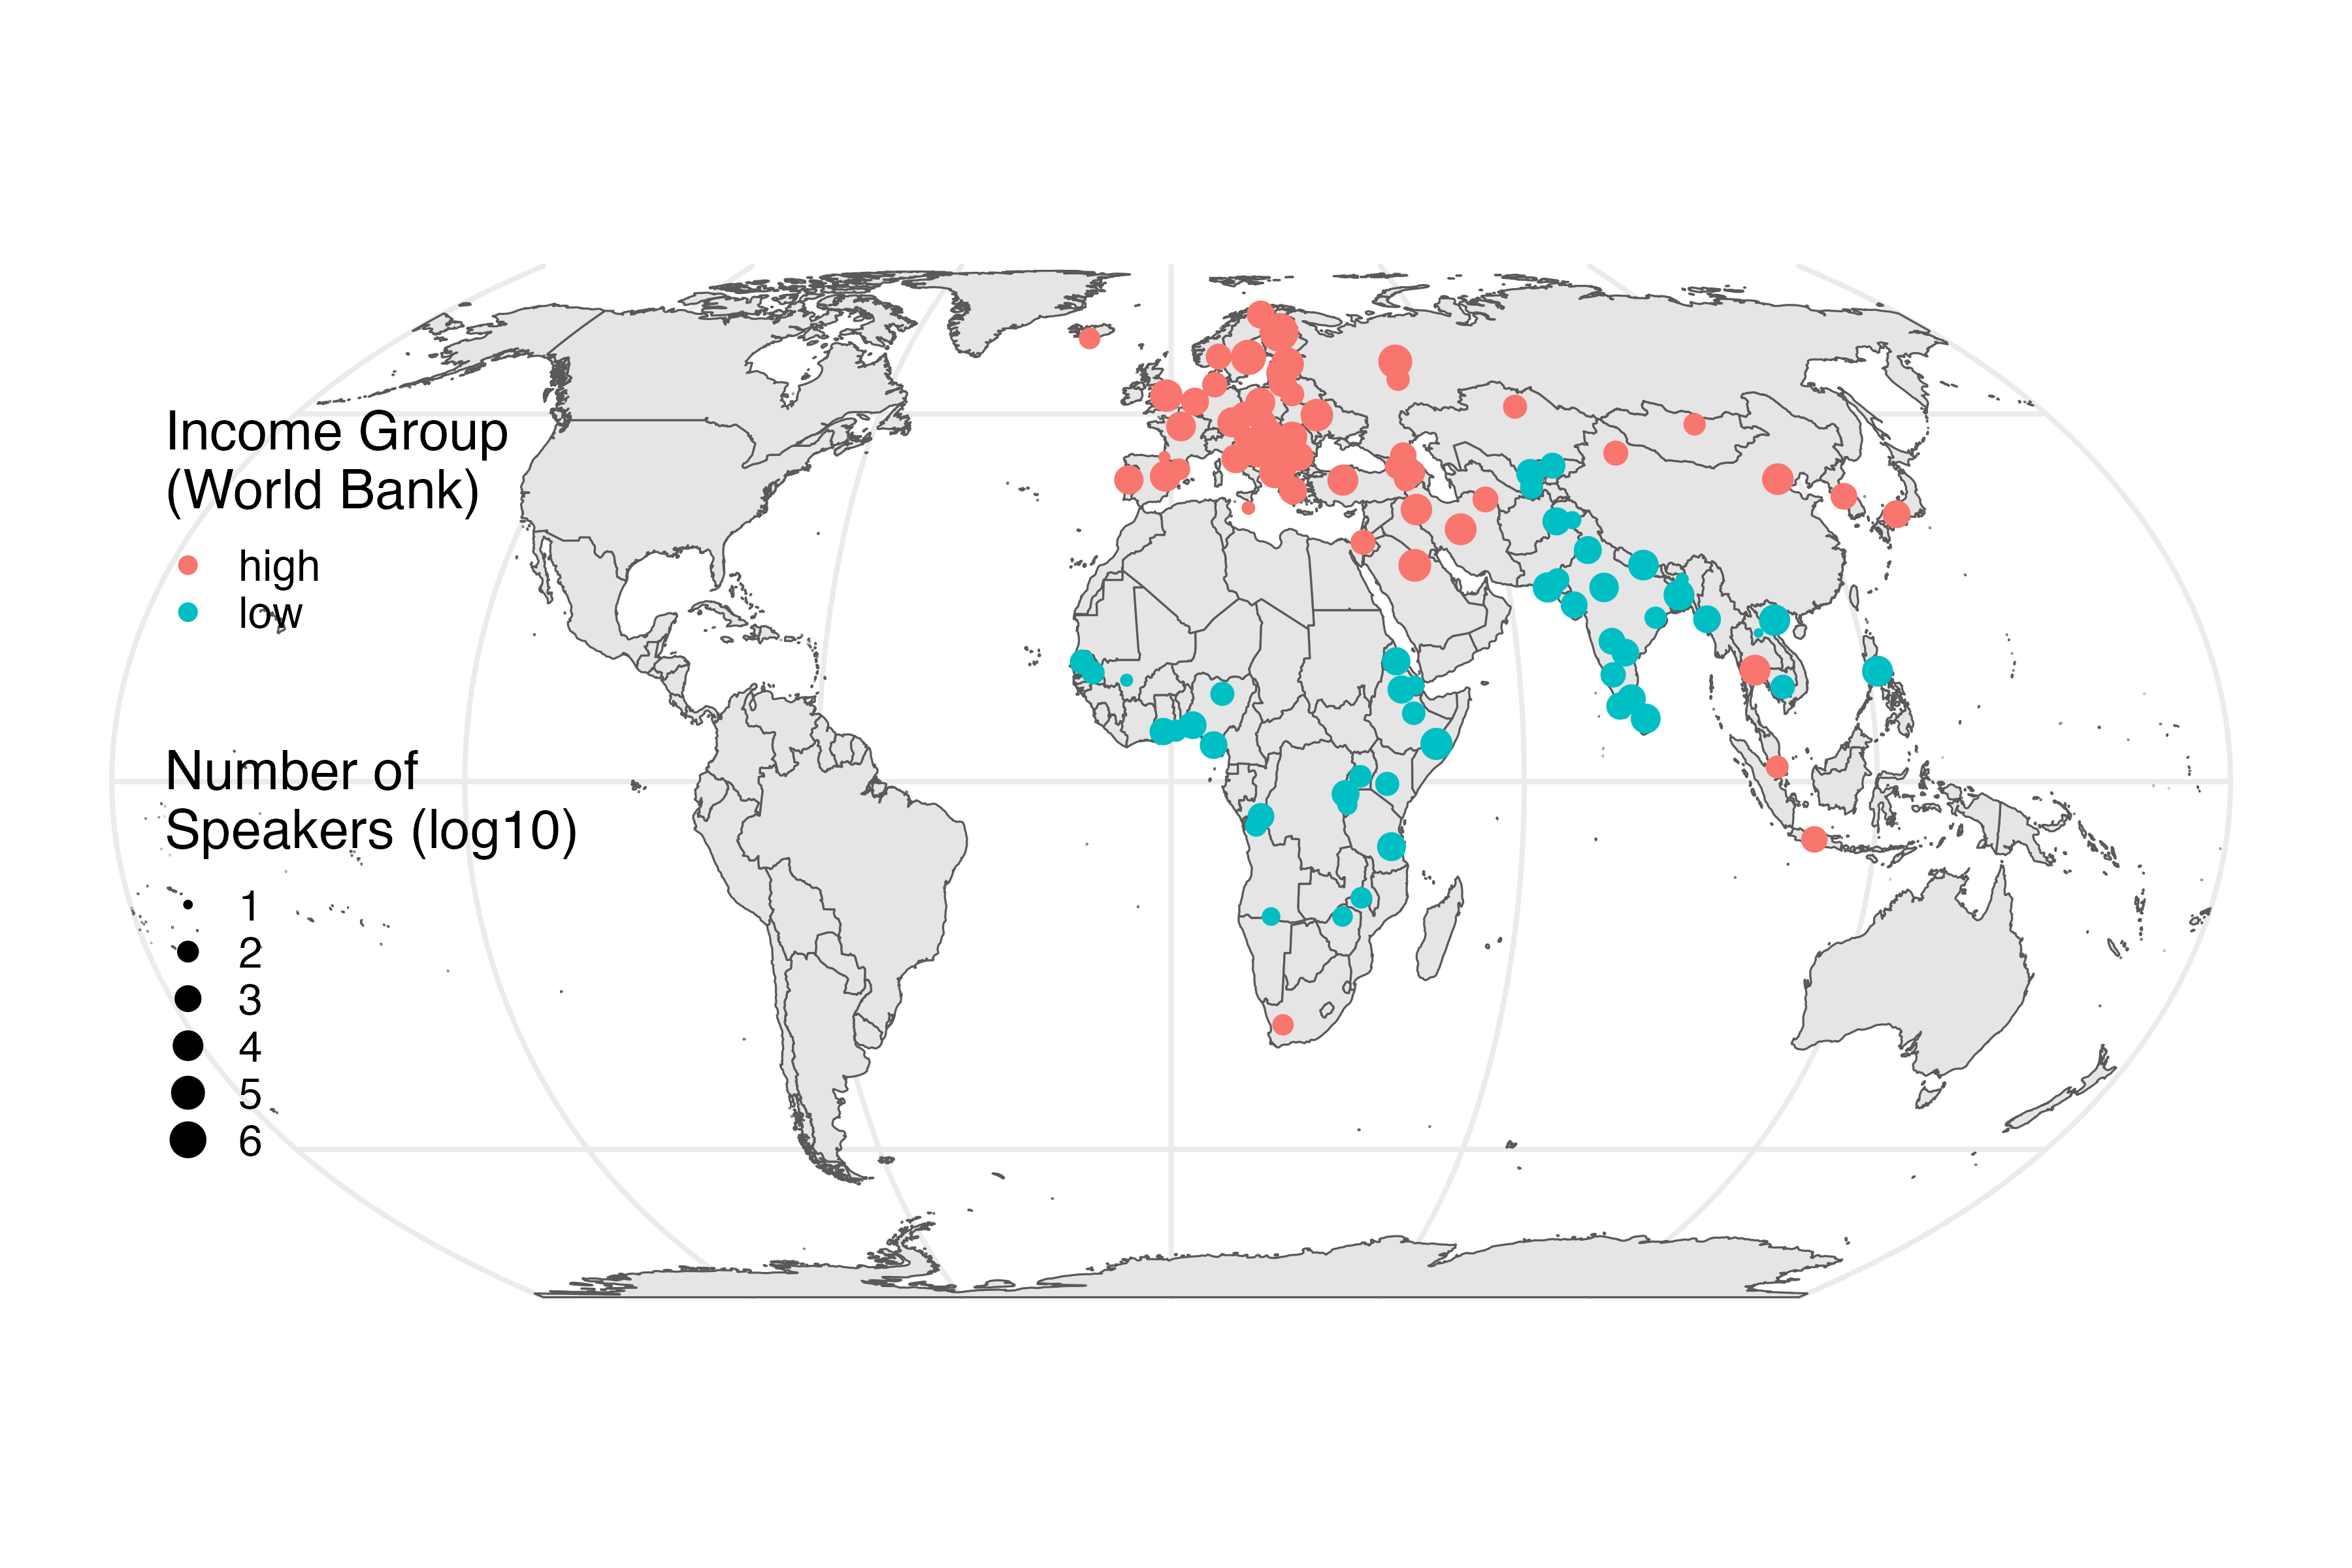 Income Group
(World Bank)
high
low
Number of
Speakers (log10)
1
2
3
4
5
6